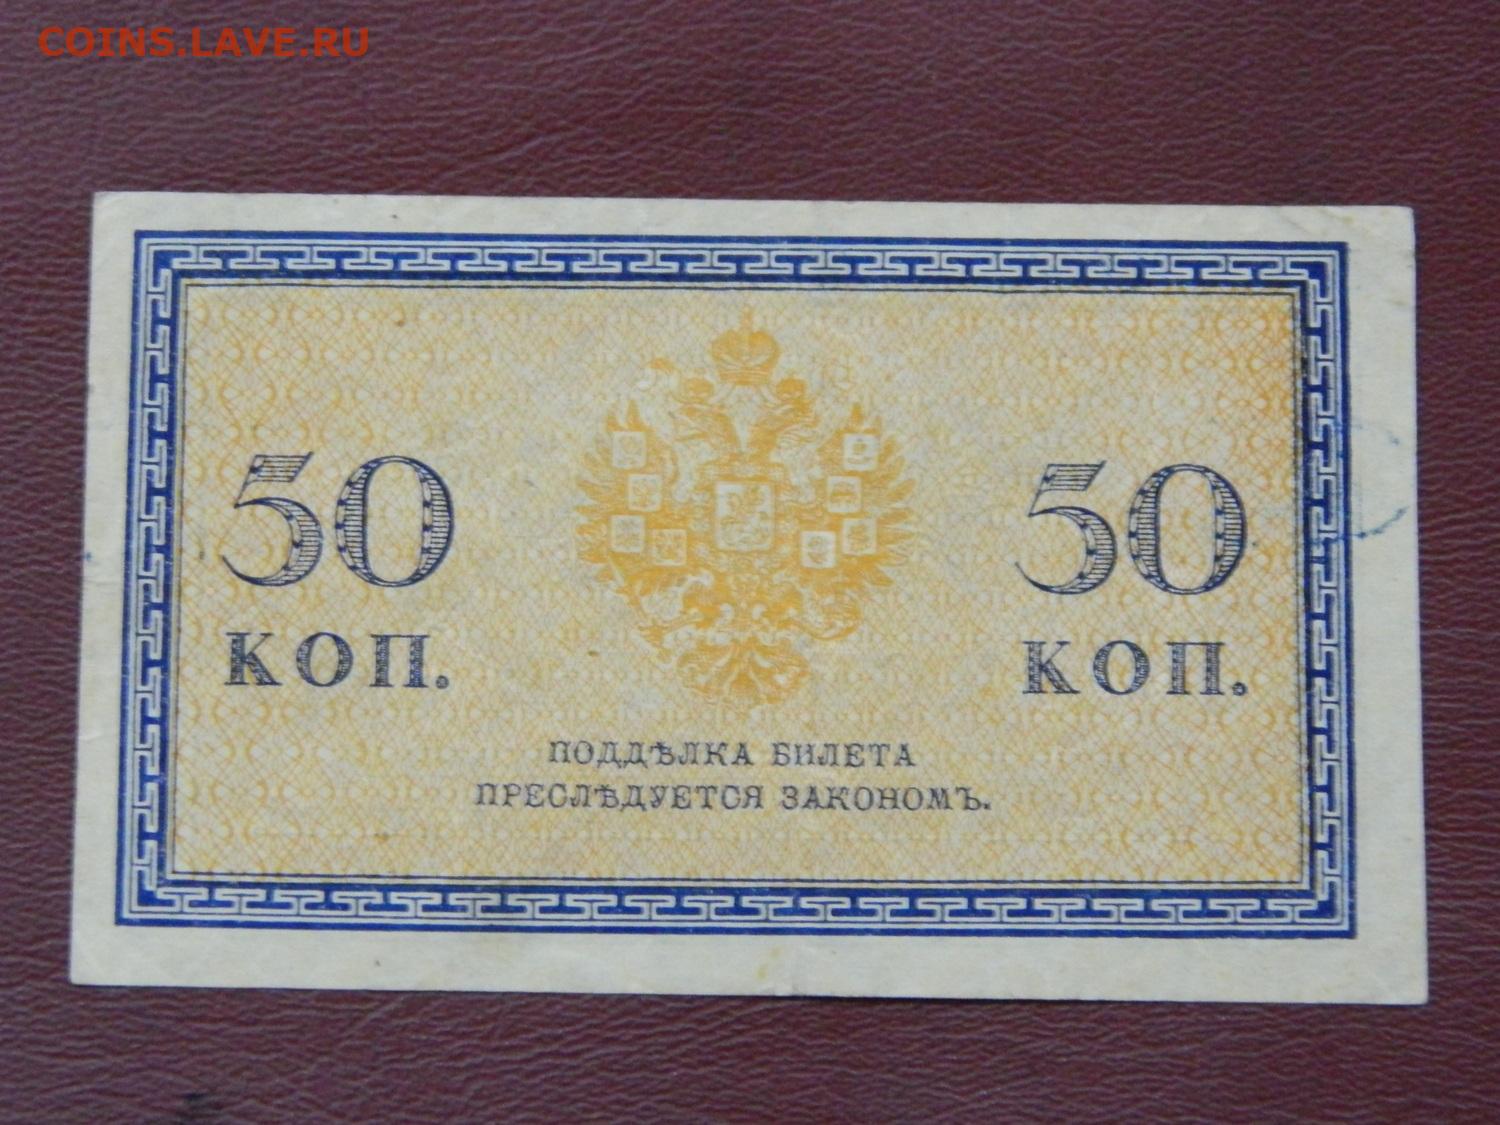 COINS.LAVE.RU
50 50
КОП. КОП.
ПОДДѢЛКА БИЛЕТА
ПРЕСЛѢДУЕТСЯ ЗАКОНОМЪ.